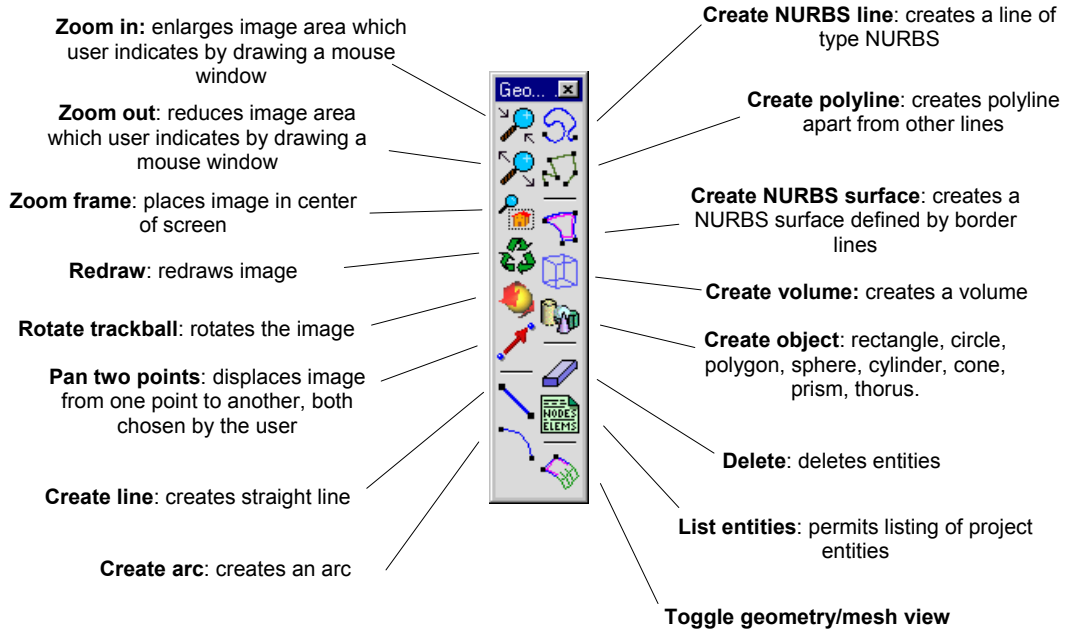 Zoom in: enlarges image area which
user indicates by drawing a mouse
window
Zoom out: reduces image area
which user indicates by drawing a
mouse window
Zoom frame: places image in center
of screen
Redraw: redraws image
Rotate trackball: rotates the image
Pan two points: displaces image
from one point to another, both
chosen by the user
Create line: creates straight line
Create arc: creates an arc
Geo... 
NODES
ELEMS
Create NURBS line: creates a line of
type NURBS
Create polyline: creates polyline
apart from other lines
Create NURBS surface: creates a
NURBS surface defined by border
lines
Create volume: creates a volume
Create object: rectangle, circle,
polygon, sphere, cylinder, cone,
prism, thorus.
Delete: deletes entities
List entities: permits listing of project
entities
Toggle geometry/mesh view